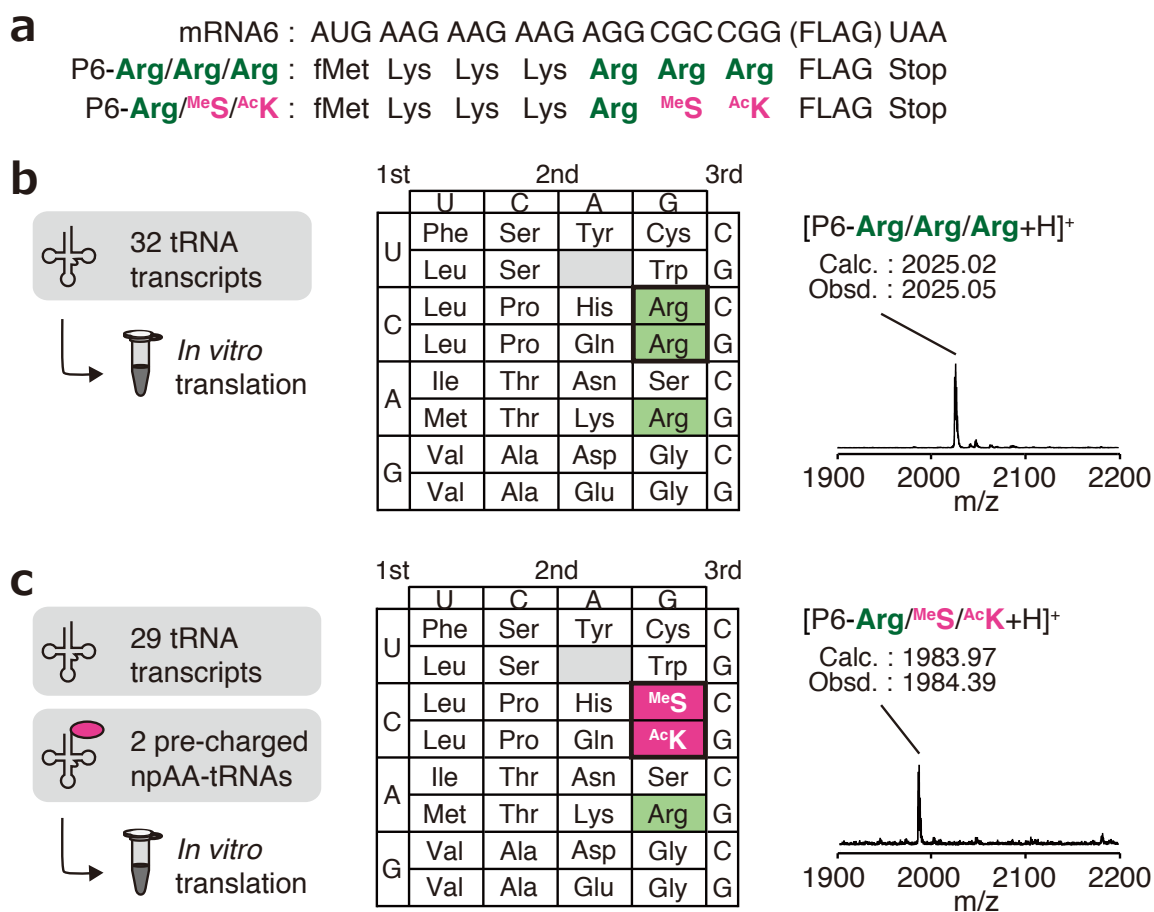 a
mRNA6 : AUG AAG AAG AAG AGG CGC CGG (FLAG) UAA
P6-Arg/Arg/Arg : fMet Lys Lys Lys Arg Arg Arg FLAG Stop
P6-Arg/MeS/AcK : fMet Lys Lys Lys Arg MeS AcK FLAG Stop
b
32 tRNA
transcripts
In vitro
translation
1st 2nd 3rd
U C A G
U Phe Ser Tyr Cys C
Leu Ser Trp G
C Leu Pro His Arg C
Leu Pro Gln Arg G
A Ile Thr Asn Ser C
Met Thr Lys Arg G
G Val Ala Asp Gly C
Val Ala Glu Gly G
[P6-Arg/Arg/Arg+H]+
Calc. : 2025.02
Obsd. : 2025.05
1900 2000 2100 2200
m/z
c
29 tRNA
transcripts
2 pre-charged
npAA-tRNAs
In vitro
translation
1st 2nd 3rd
U C A G
U Phe Ser Tyr Cys C
Leu Ser Trp G
C Leu Pro His MeS C
Leu Pro Gln AcK G
A Ile Thr Asn Ser C
Met Thr Lys Arg G
G Val Ala Asp Gly C
Val Ala Glu Gly G
[P6-Arg/MeS/AcK+H]+
Calc. : 1983.97
Obsd. : 1984.39
1900 2000 2100 2200
m/z